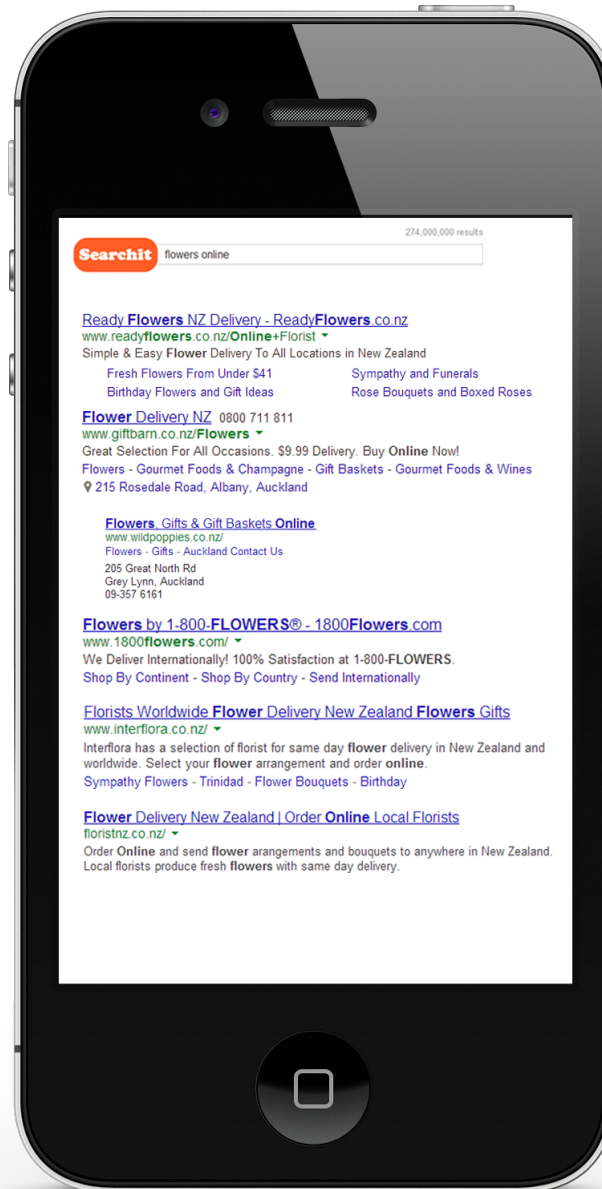 274,000,000 results
Searchit flowers online
Ready Flowers NZ Delivery - ReadyFlowers.co.nz
www.readyflowers.co.nz/Online+Florist
Simple & Easy Flower Delivery To All Locations in New Zealand
Fresh Flowers From Under $41 Sympathy and Funerals
Birthday Flowers and Gift Ideas Rose Bouquets and Boxed Roses
Flower Delivery NZ 0800 711 811
www.giftbarn.co.nz/Flowers
Great Selection For All Occasions. $9.99 Delivery. Buy Online Now!
Flowers - Gourmet Foods & Champagne - Gift Baskets - Gourmet Foods & Wines
215 Rosedale Road, Albany, Auckland
Flowers, Gifts & Gift Baskets Online
www.wildpoppies.co.nz/
Flowers - Gifts - Auckland Contact Us
205 Great North Rd
Grey Lynn, Auckland
09-357 6161
Flowers by 1-800-FLOWERS® - 1800Flowers.com
www.1800flowers.com/
We Deliver Internationally! 100% Satisfaction at 1-800-FLOWERS.
Shop By Continent - Shop By Country - Send Internationally
Florists Worldwide Flower Delivery New Zealand Flowers Gifts
www.interflora.co.nz/
Interflora has a selection of florist for same day flower delivery in New Zealand and
worldwide. Select your flower arrangement and order online.
Sympathy Flowers - Trinidad - Flower Bouquets - Birthday
Flower Delivery New Zealand | Order Online Local Florists
floristnz.co.nz/
Order Online and send flower arangements and bouquets to anywhere in New Zealand.
Local florists produce fresh flowers with same day delivery.